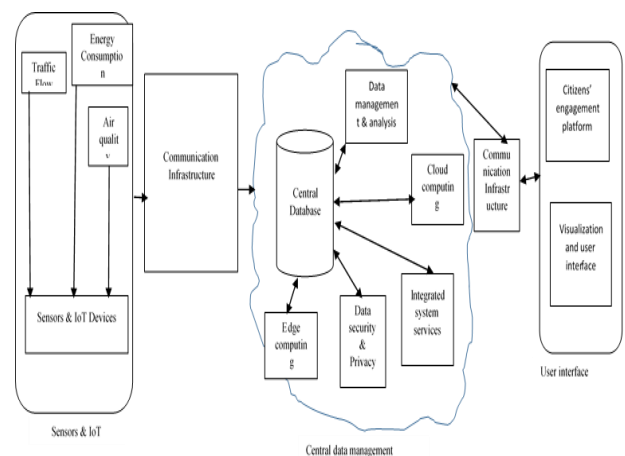 Traffic
Flow
Energy
Consumptio
n
Air
quality
Sensors & IoT Devices
Sensors & IoT
Communication
Infrastructure
Central
Database
Data
managemen
t & analysis
Cloud
computin
g
Integrated
system
services
Data
security
&
Privacy
Edge
computin
g
Central data management
Commu
nication
Infrastr
ucture
Citizens'
engagement
platform
Visualization
and user
interface
User interface